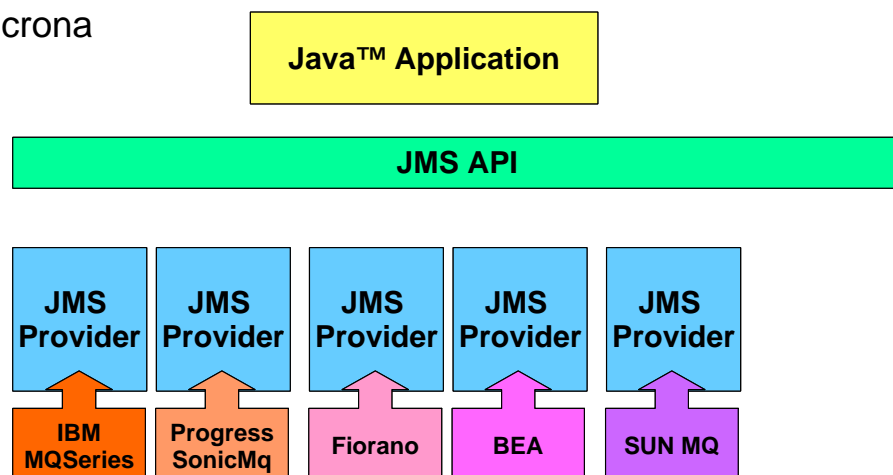 crona
Java™ Application
JMS API
JMS
Provider
JMS
Provider
JMS
Provider
JMS
Provider
JMS
Provider
IBM
MQSeries
Progress
SonicMq
Fiorano
BEA
SUN MQ